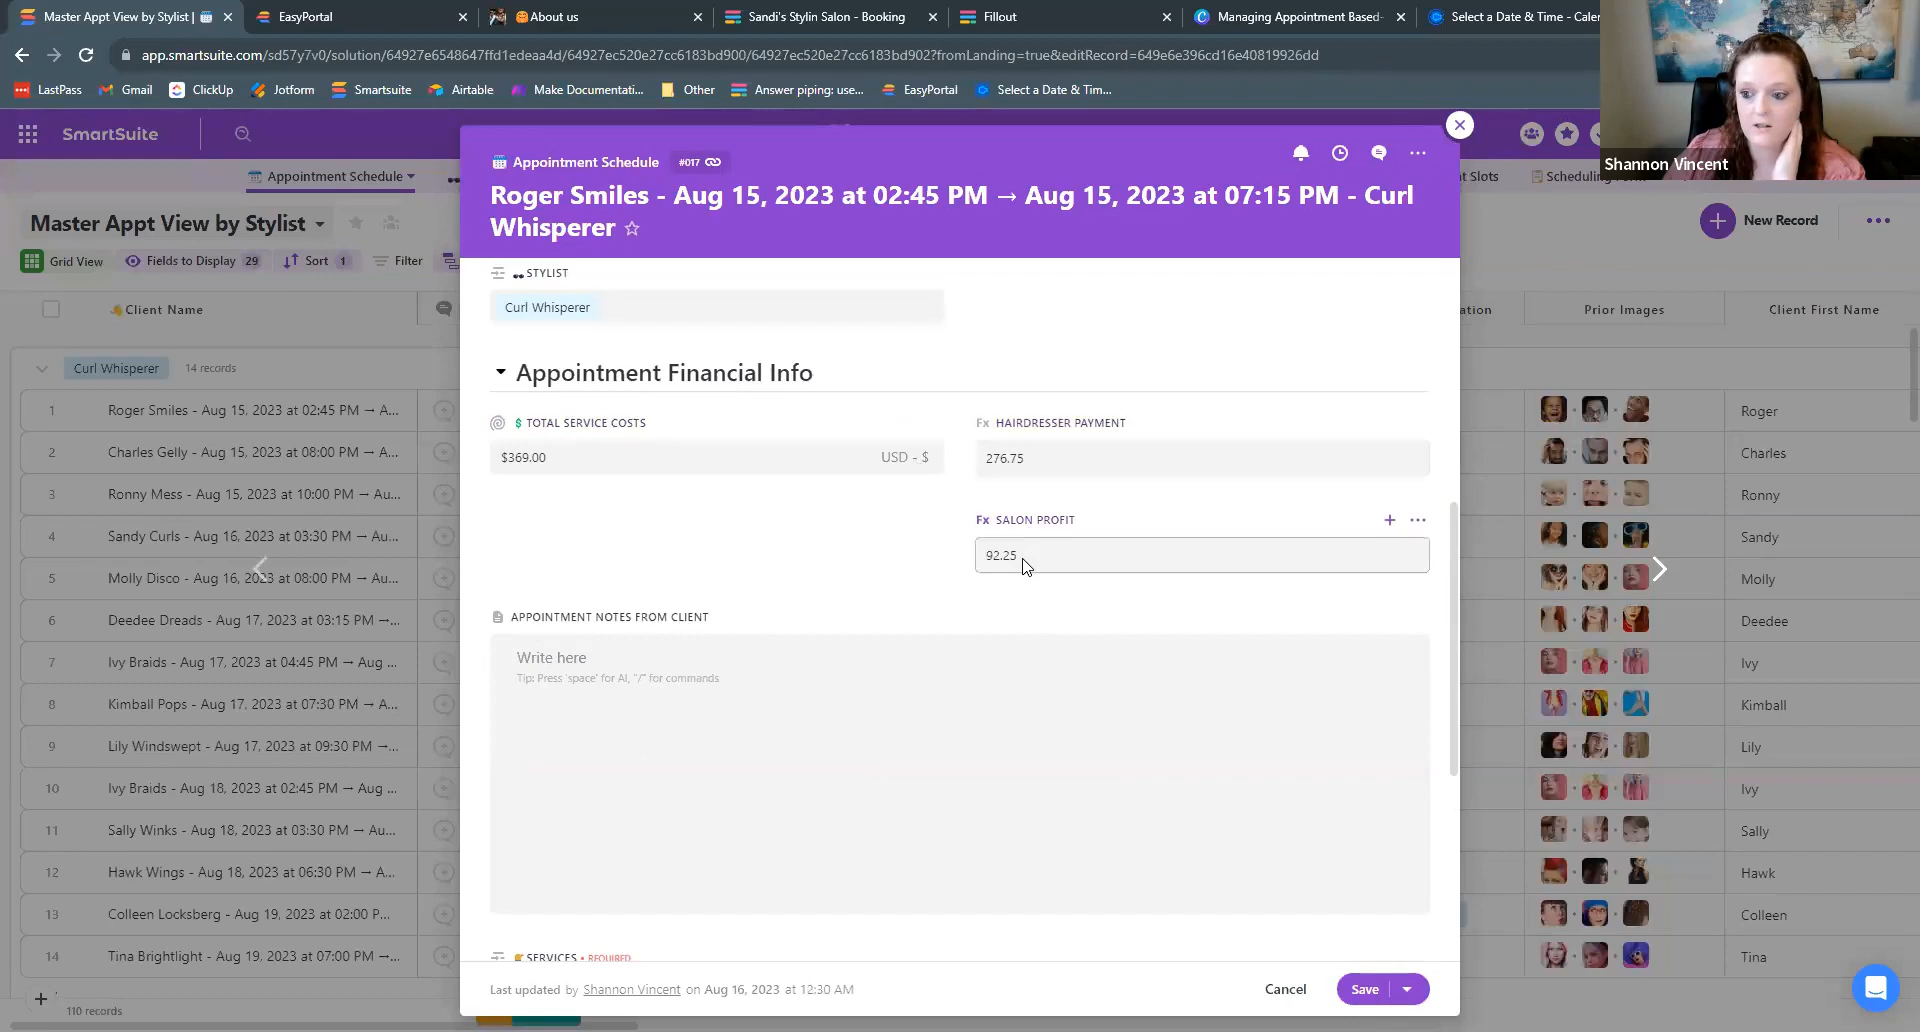 Master Appt View by Stylist |
EasyPortal
About us
Sandi's Stylin Salon - Booking
Fillout
Managing Appointment Based-
Select a Date & Time - Cale
app.smartsuite.com/sd57y7v0/solution/64927e6548647ffd1edeaa4d/64927ec520e27cc6183bd900/64927ec520e27cc6183bd902?fromLanding=true&editRecord=649e6e396cd16e40819926dd
LastPass
Gmail
ClickUp
Jotform
Smartsuite
Airtable
Make Documentati...
Other
Answer piping: use...
EasyPortal
Select a Date & Tim...
Shannon Vincent
SmartSuite
Appointment Schedule
t Slots
Scheduling
Master Appt View by Stylist
New Record
Grid View
Fields to Display 29
Sort 1
Filter
Client Name
ation
Prior Images
Client First Name
Curl Whisperer 14 records
1 Roger Smiles - Aug 15, 2023 at 02:45 PM → A... Roger
2 Charles Gelly - Aug 15, 2023 at 08:00 PM → Au... Charles
3 Ronny Mess - Aug 15, 2023 at 10:00 PM → Au... Ronny
4 Sandy Curls - Aug 16, 2023 at 03:30 PM → Au... Sandy
5 Molly Disco - Aug 16, 2023 at 08:00 PM → Au... Molly
6 Deedee Dreads - Aug 17, 2023 at 03:15 PM → ... Deedee
7 Ivy Braids - Aug 17, 2023 at 04:45 PM → Aug ... Ivy
8 Kimball Pops - Aug 17, 2023 at 07:30 PM → A... Kimball
9 Lily Windswept - Aug 17, 2023 at 09:30 PM →... Lily
10 Ivy Braids - Aug 18, 2023 at 02:45 PM → Aug ... Ivy
11 Sally Winks - Aug 18, 2023 at 03:30 PM → Au... Sally
12 Hawk Wings - Aug 18, 2023 at 06:30 PM → A... Hawk
13 Colleen Locksberg - Aug 19, 2023 at 02:00 P... Colleen
14 Tina Brightlight - Aug 19, 2023 at 07:00 PM →... Tina
110 records
Appointment Schedule #017
Roger Smiles - Aug 15, 2023 at 02:45 PM → Aug 15, 2023 at 07:15 PM - Curl
Whisperer
STYLIST
Curl Whisperer
Appointment Financial Info
$ TOTAL SERVICE COSTS
$369.00 USD - $
Fx HAIRDRESSER PAYMENT
276.75
Fx SALON PROFIT
92.25
APPOINTMENT NOTES FROM CLIENT
Write here
Tip: Press 'space' for AI, "/" for commands
SERVICES • REQUIRED
Last updated by Shannon Vincent on Aug 16, 2023 at 12:30 AM
Cancel
Save